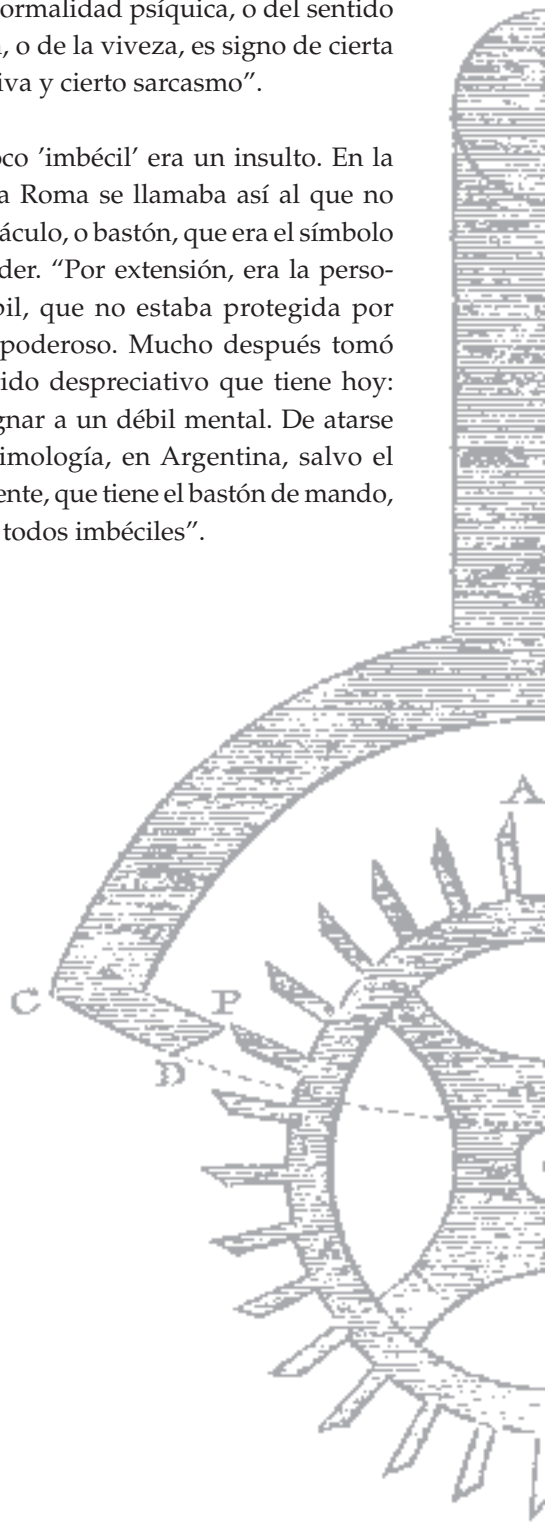 ormalidad psíquica, o del sentido
, o de la viveza, es signo de cierta
iva y cierto sarcasmo”.
oco ’imbécil’ era un insulto. En la
a Roma se llamaba así al que no
áculo, o bastón, que era el símbolo
der. “Por extensión, era la perso-
bil, que no estaba protegida por
poderoso. Mucho después tomó
ido despreciativo que tiene hoy:
gnar a un débil mental. De atarse
imología, en Argentina, salvo el
ente, que tiene el bastón de mando,
todos imbéciles”.
A
C
P
D